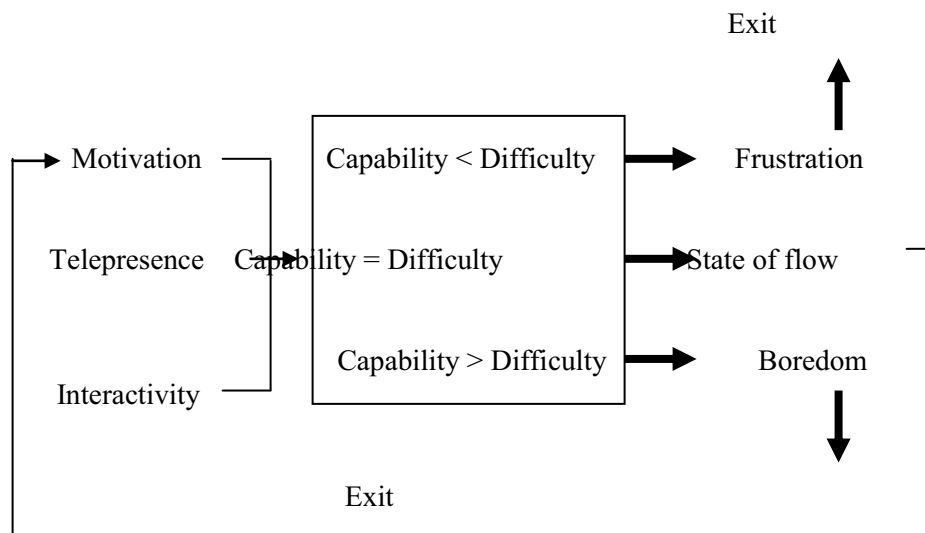 Exit
Motivation Capability < Difficulty Frustration
Telepresence Capability = Difficulty State of flow
Capability > Difficulty Boredom
Interactivity
Exit